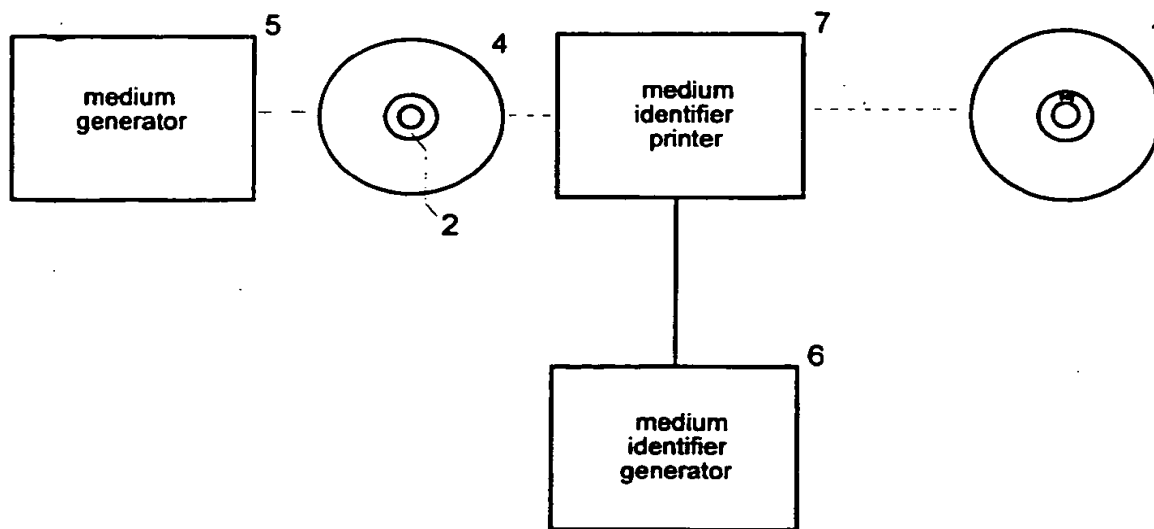 5
medium
generator
4
2
7
medium
identifier
printer
6
medium
identifier
generator